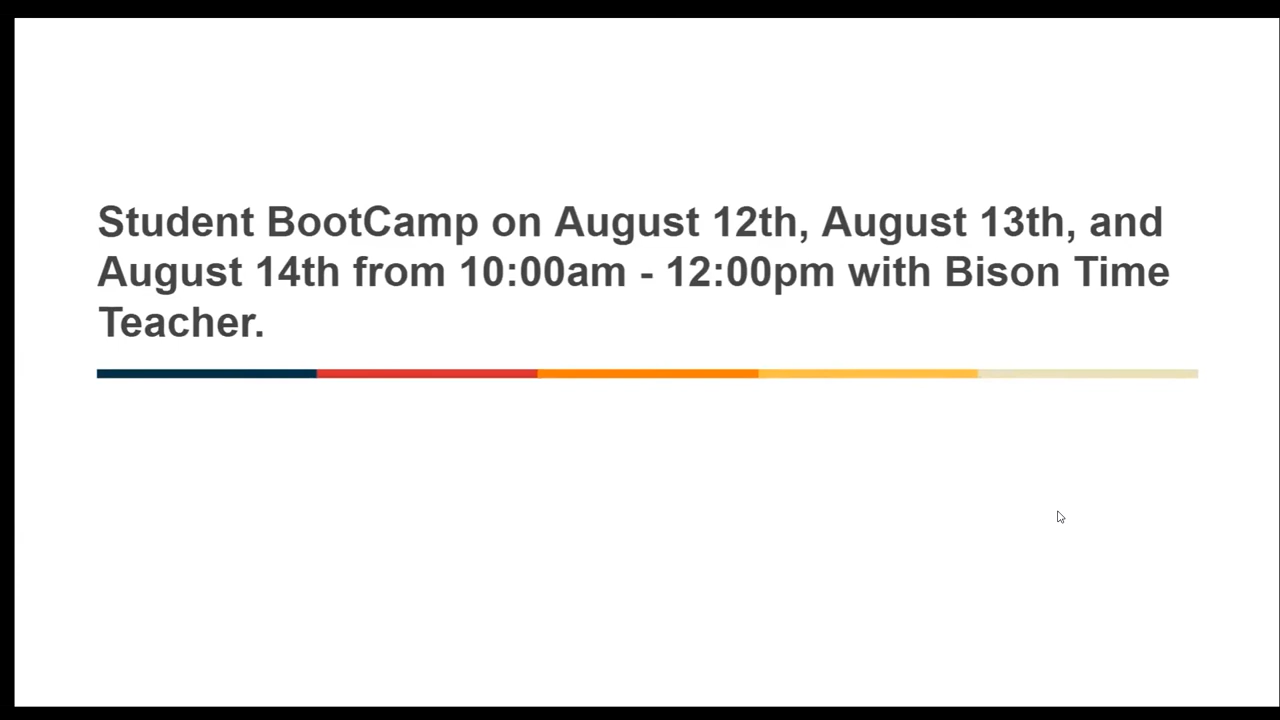 Student BootCamp on August 12th, August 13th, and
August 14th from 10:00am - 12:00pm with Bison Time
Teacher.